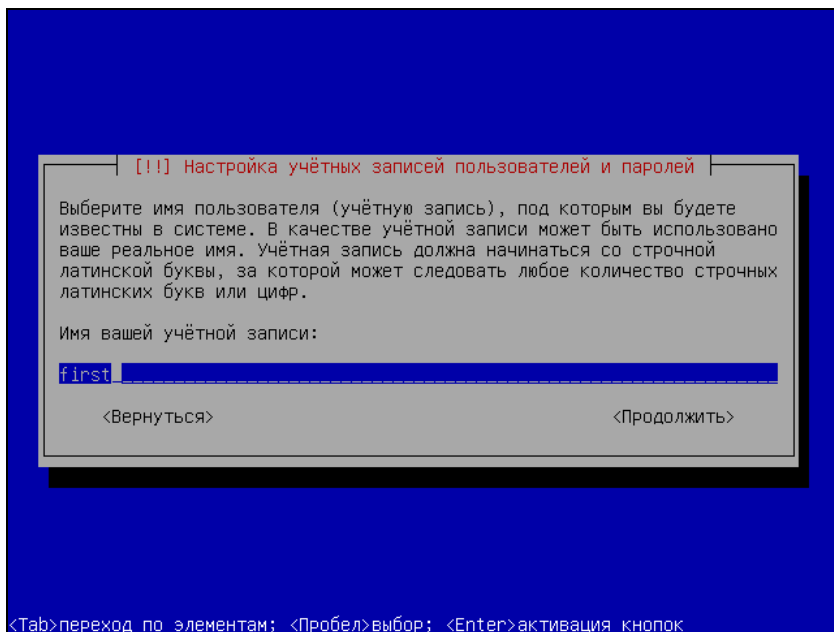 [!!] Настройка учётных записей пользователей и паролей
Выберите имя пользователя (учётную запись), под которым вы будете
известны в системе. В качестве учётной записи может быть использовано
ваше реальное имя. Учётная запись должна начинаться со строчной
латинской буквы, за которой может следовать любое количество строчных
латинских букв или цифр.
Имя вашей учётной записи:
first
<Вернуться> <Продолжить>
<Tab>переход по элементам; <Пробел>выбор; <Enter>активация кнопок